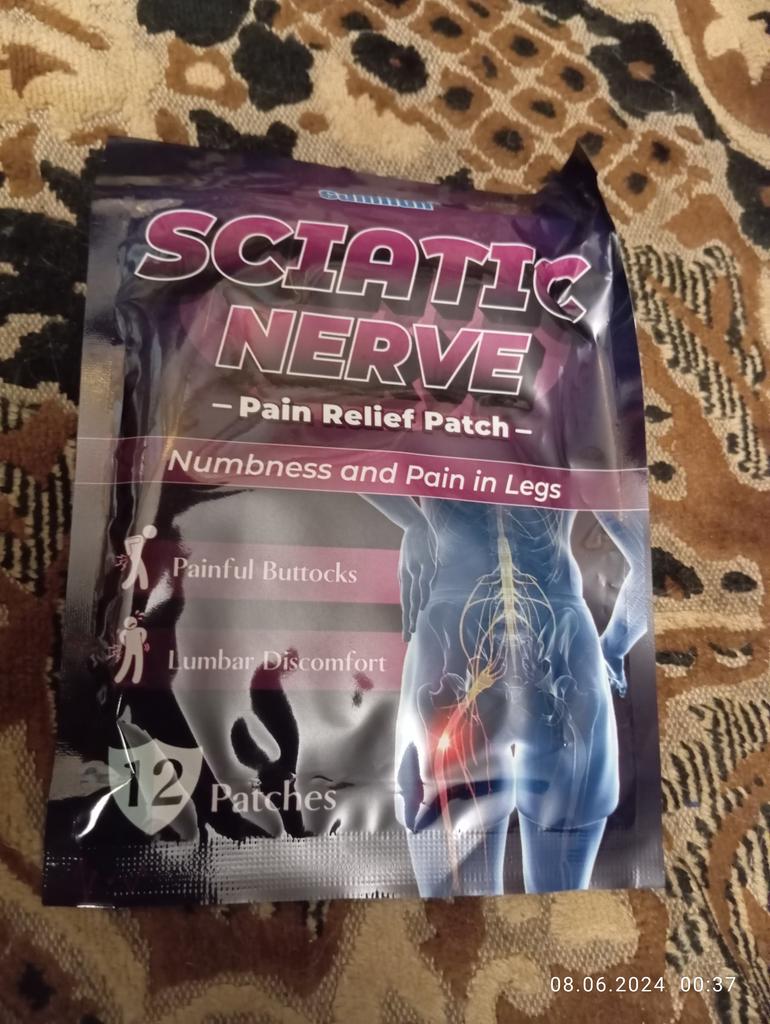 SCIATIC
NERVE
– Pain Relief Patch –
Numbness and Pain in Legs
Painful Buttocks
Lumbar Discomfort
12 Patches
08.06.2024 00:37